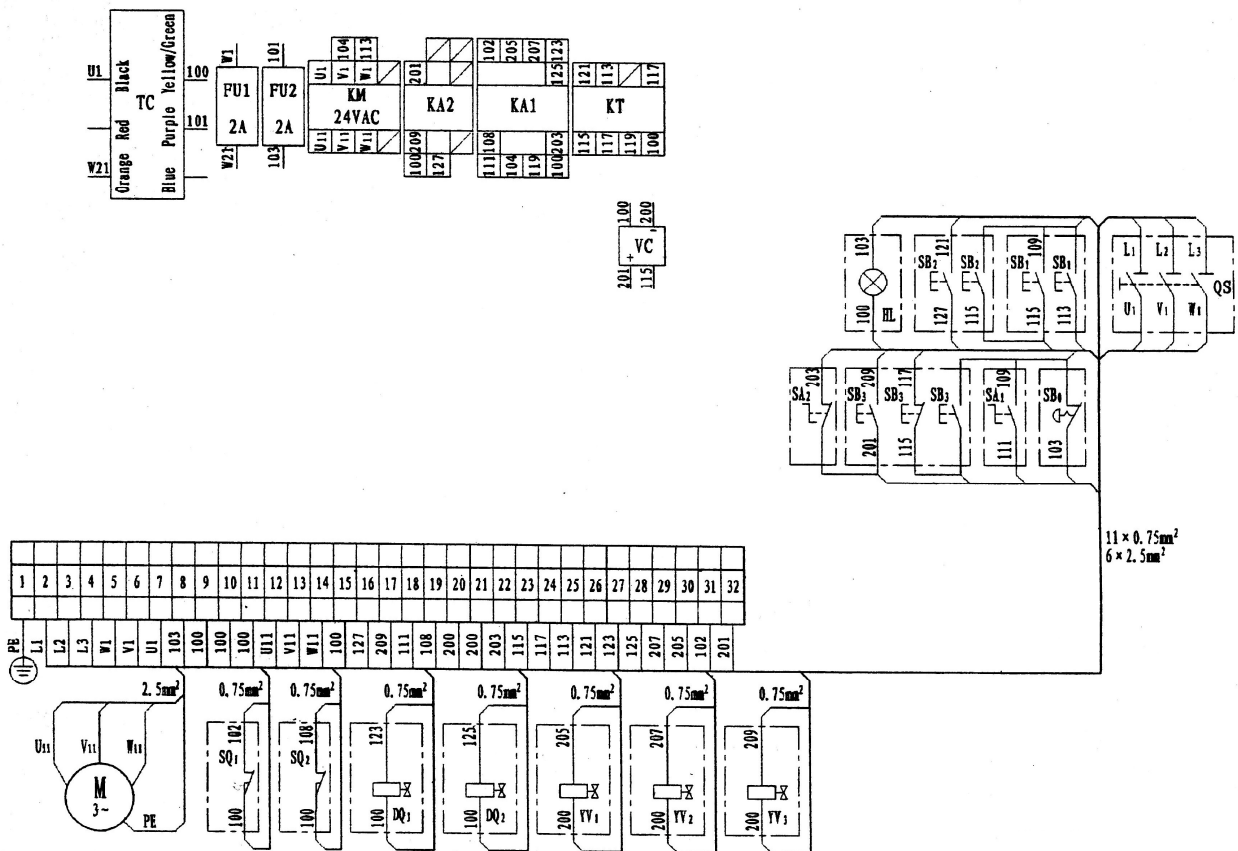 U1 Black Yellow/Green 100
TC
Red Purple 101
W21 Orange Blue
W1
FU1
2A
W21
101
FU2
2A
103
104 113
U1 V1 W1
KM
24VAC
U11 V11 W11
201
KA2
100 209
127
102 205 207 123
125
KA1
108 203
111 104 119 100
121 113 117
KT
115 117 119 100
100 200
VC
+ -
201 115
103
100
HL
SB2 121 SB2
127 115
SB1 109 SB1
115 113
L1 L2 L3
QS
U1 V1 W1
SA2 203
SB3 209 SB3 117 SB3
201 115
SA1 109
111
SB0
103
11×0.75mm²
6×2.5mm²
1 2 3 4 5 6 7 8 9 10 11 12 13 14 15 16 17 18 19 20 21 22 23 24 25 26 27 28 29 30 31 32
PE L1 L2 L3 W1 V1 U1 103 100 100 100 U11 V11 W11 100 127 209 111 108 200 200 203 115 117 113 121 123 125 207 205 102 201
2.5mm² 0.75mm² 0.75mm² 0.75mm² 0.75mm² 0.75mm² 0.75mm² 0.75mm²
U11 V11 W11
M
3~
PE
102
SQ1
100
108
SQ2
100
123
100 DQ1
125
100 DQ2
205
200 YV1
207
200 YV2
209
200 YV3